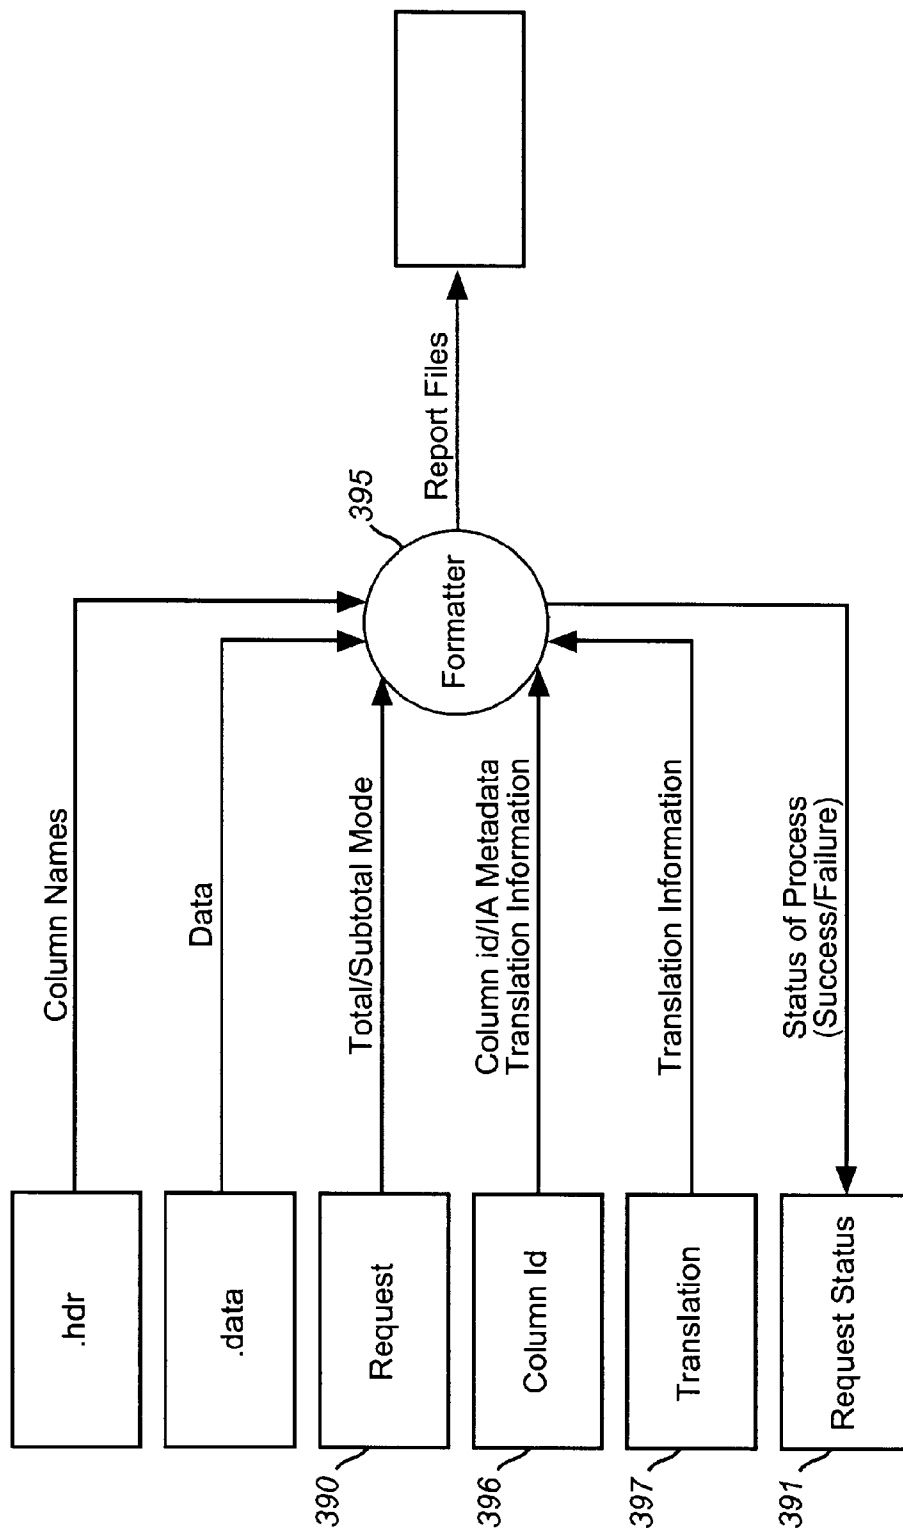 .hdr
Column Names
.data
Data
390
Request
Total/Subtotal Mode
396
Column Id
Column id/IA Metadata
Translation Information
397
Translation
Translation Information
391
Request Status
Status of Process
(Success/Failure)
395
Formatter
Report Files